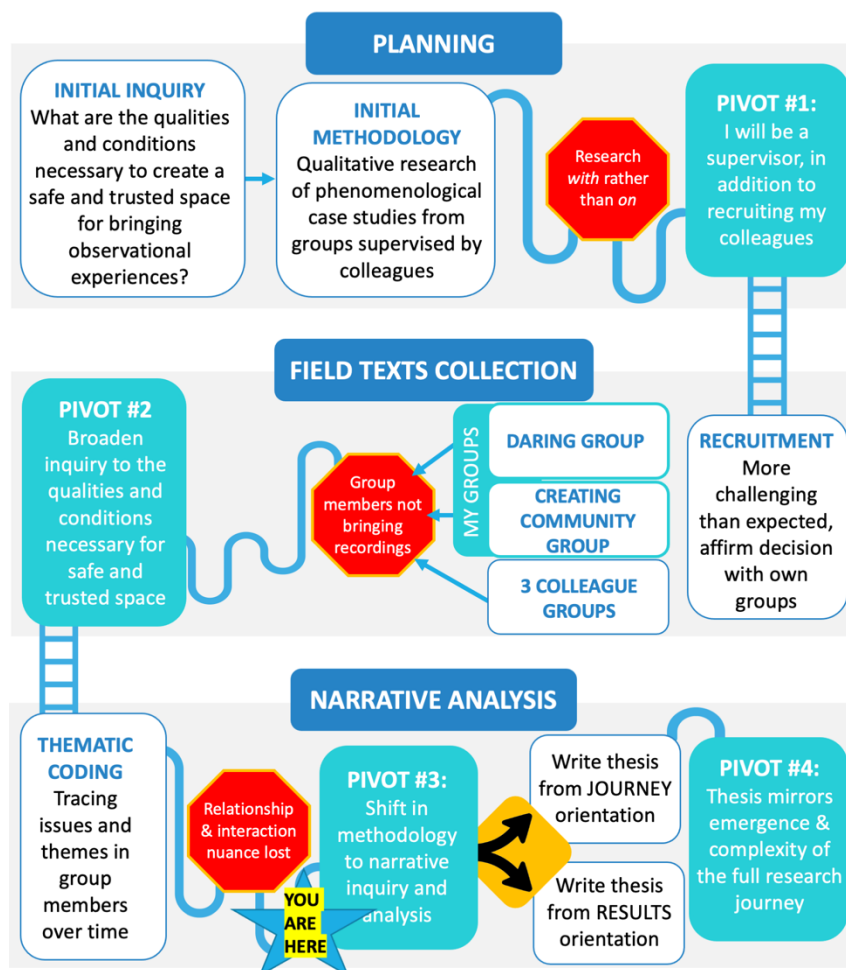 PLANNING
INITIAL INQUIRY
What are the qualities
and conditions
necessary to create a
safe and trusted space
for bringing
observational
experiences?
INITIAL
METHODOLOGY
Qualitative research
of phenomenological
case studies from
groups supervised by
colleagues
Research
with rather
than on
PIVOT #1:
I will be a
supervisor, in
addition to
recruiting my
colleagues
FIELD TEXTS COLLECTION
PIVOT #2
Broaden
inquiry to the
qualities and
conditions
necessary for
safe and
trusted space
Group
members not
bringing
recordings
MY GROUPS
DARING GROUP
CREATING
COMMUNITY
GROUP
3 COLLEAGUE
GROUPS
RECRUITMENT
More
challenging
than expected,
affirm decision
with own
groups
NARRATIVE ANALYSIS
THEMATIC
CODING
Tracing
issues and
themes in
group
members
over time
Relationship
& interaction
nuance lost
YOU
ARE
HERE
PIVOT #3:
Shift in
methodology
to narrative
inquiry and
analysis
Write thesis
from JOURNEY
orientation
Write thesis
from RESULTS
orientation
PIVOT #4:
Thesis mirrors
emergence &
complexity of
the full research
journey